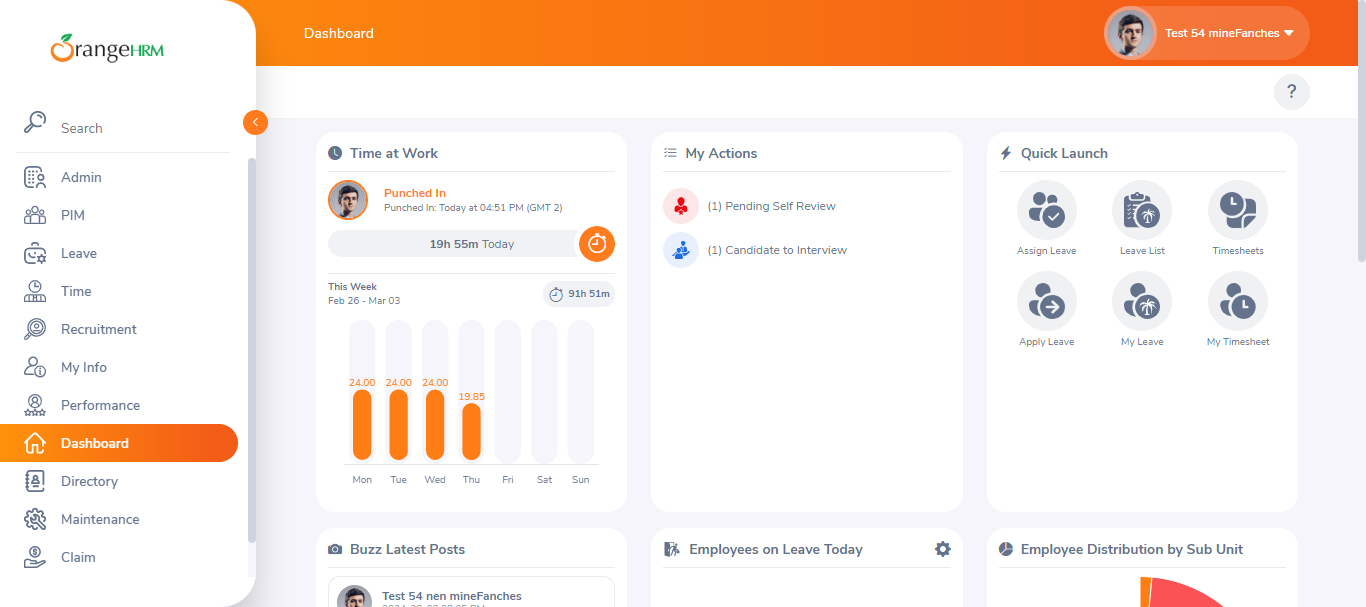 OrangeHRM
Search
Admin
PIM
Leave
Time
Recruitment
My Info
Performance
Dashboard
Directory
Maintenance
Claim
Dashboard
Test 54 mineFanches
?
Time at Work
Punched In
Punched In: Today at 04:51 PM (GMT 2)
19h 55m Today
This Week
Feb 26 - Mar 03
91h 51m
24.00 24.00 24.00 19.85
Mon Tue Wed Thu Fri Sat Sun
My Actions
(1) Pending Self Review
(1) Candidate to Interview
Quick Launch
Assign Leave Leave List Timesheets
Apply Leave My Leave My Timesheet
Buzz Latest Posts
Test 54 nen mineFanches
Employees on Leave Today
Employee Distribution by Sub Unit